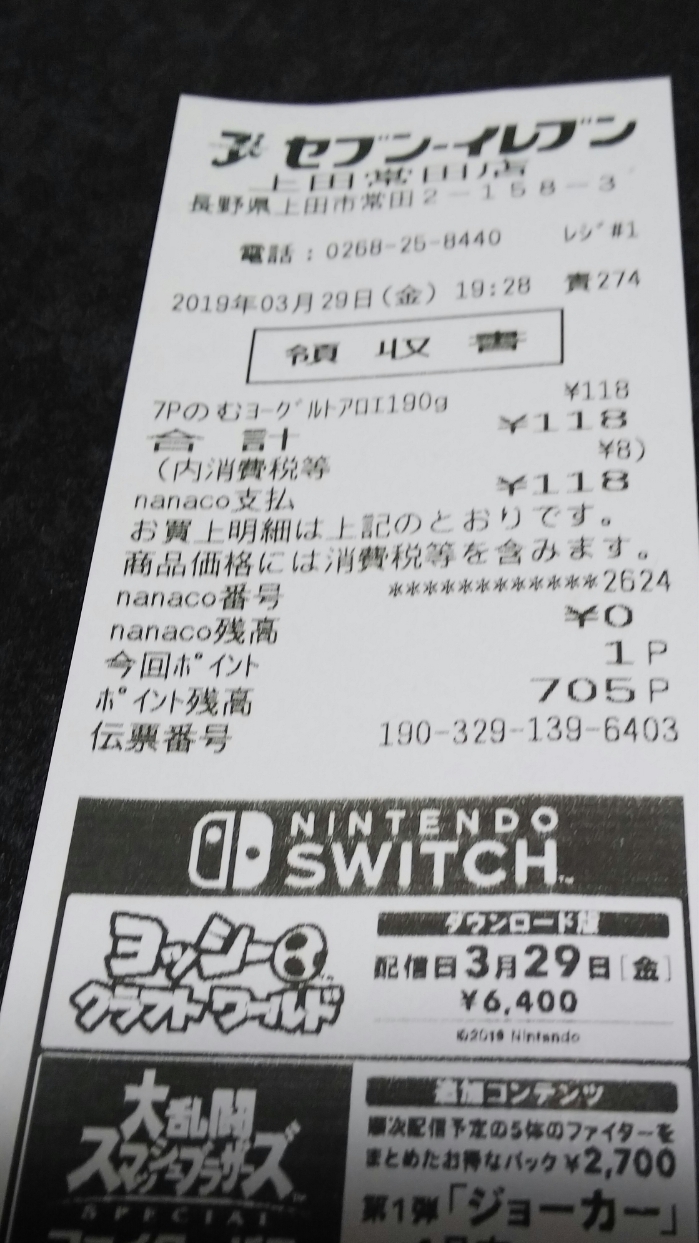 セブン-イレブン
上田常田店
長野県上田市常田2-158-3
電話:0268-25-8440 レジ#1
2019年03月29日(金) 19:28 責274
領収書
7PのむヨーグルトアロエI90g ¥118
合計 ¥118
(内消費税等 ¥8)
nanaco支払 ¥118
お買上明細は上記のとおりです。
商品価格には消費税等を含みます。
nanaco番号 ************2624
nanaco残高 ¥0
今回ポイント 1P
ポイント残高 705P
伝票番号 190-329-139-6403
NINTENDO
SWITCH™
ヨッシー
クラフトワールド
ダウンロード版
配信日3月29日[金]
¥6,400
©2019 Nintendo
大乱闘
スマッシュブラザーズ
SPECIAL
追加コンテンツ
順次配信予定の5体のファイターを
まとめたお得なパック¥2,700
第1弾「ジョーカー」